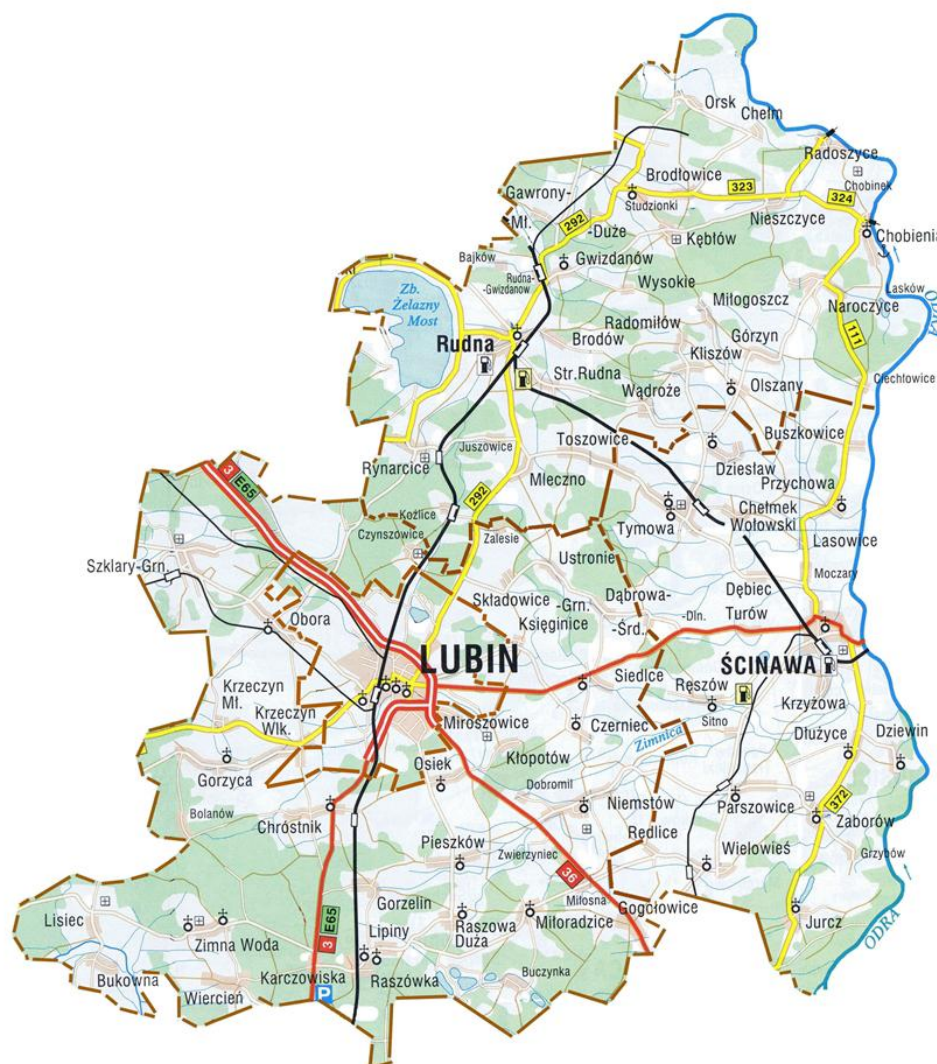 Orsk
Chełm
Radoszyce
Brodłowice
Chobinek
Gawrony-
-Mł.
323
324
Studzionki
Nieszczyce
292
-Duże
Kębłów
Chobienia
Bajków
Gwizdanów
Rudna-
-Gwizdanów
Wysokie
Lasków
Zb.
Żelazny
Most
Miłogoszcz
Naroczyce
ODRA
Radomiłów
Górzyn
111
Rudna
Brodów
Kliszów
Str.Rudna
Ciechłowice
Wądroże
Olszany
Toszowice
Buszkowice
Juszowice
Rynarcice
Dziesław
3
E65
Mleczno
Przychowa
292
Chełmek
Wołowski
Koźlice
Tymowa
Czynszowice
Zalesie
Lasowice
Ustronie
Szklary-Grn.
Moczary
Składowice
Dąbrowa-
Dębiec
-Grn.
-Dln.
Turów
Obora
Księginice
-Śrd.
LUBIN
ŚCINAWA
Siedlce
Ręszów
Krzeczyn
Mł.
Krzyżowa
Krzeczyn
Wlk.
Miroszowice
Czerniec
Sitno
Zimnica
Dłużyce
Dziewin
Gorzyca
Osiek
Kłopotów
Dobromil
Parszowice
372
Bolanów
Niemstów
Chróstnik
Zaborów
Redlice
Pieszków
Zwierzyniec
Wielowieś
Grzybów
36
Gorzelin
Miłosna
Gogołowice
Lisiec
E65
Raszowa
Duża
Miłoradzice
Jurcz
Zimna Woda
3
Lipiny
ODRA
Bukowna
Karczowiska
Raszówka
Buczynka
Wiercień
P